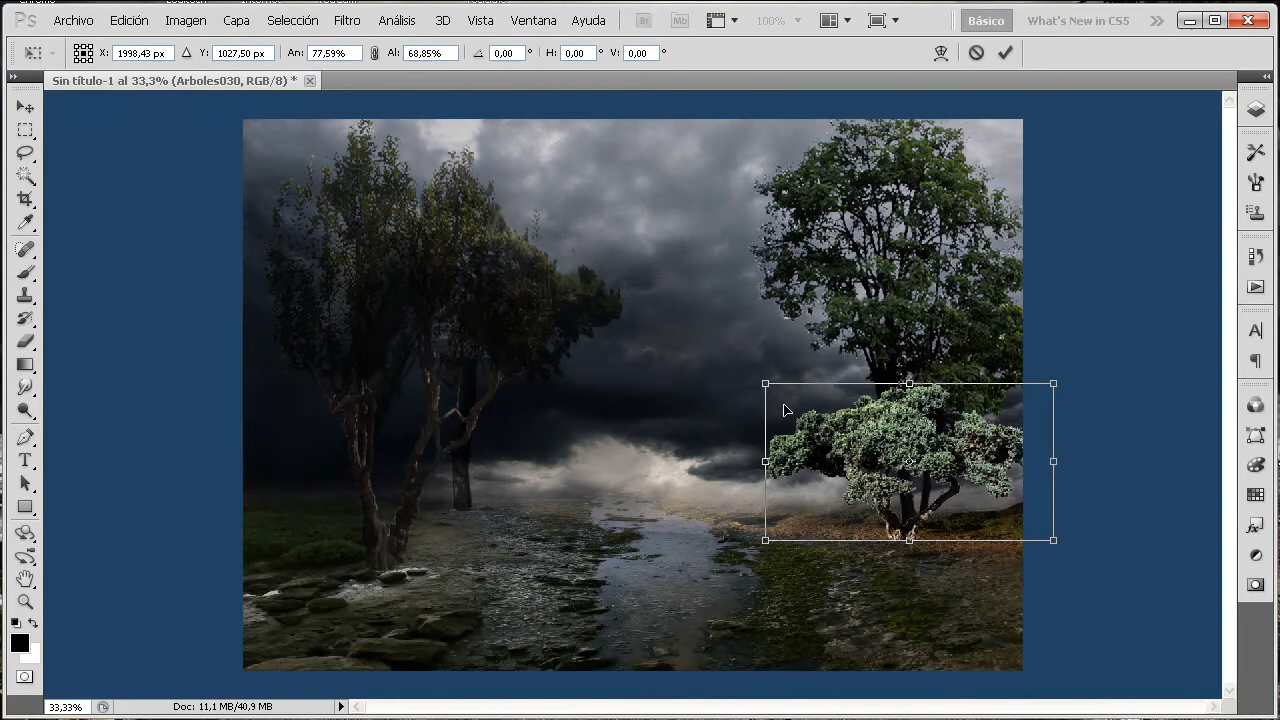 Ps Archivo Edición Imagen Capa Selección Filtro Análisis 3D Vista Ventana Ayuda Br Mb 100% Básico What's New in CS5
X: 1998,43 px Y: 1027,50 px An: 77,59% Al: 68,85% 0,00 ° H: 0,00 ° V: 0,00 °
Sin título-1 al 33,3% (Arboles030, RGB/8) *
33,33% Doc: 11,1 MB/40,9 MB